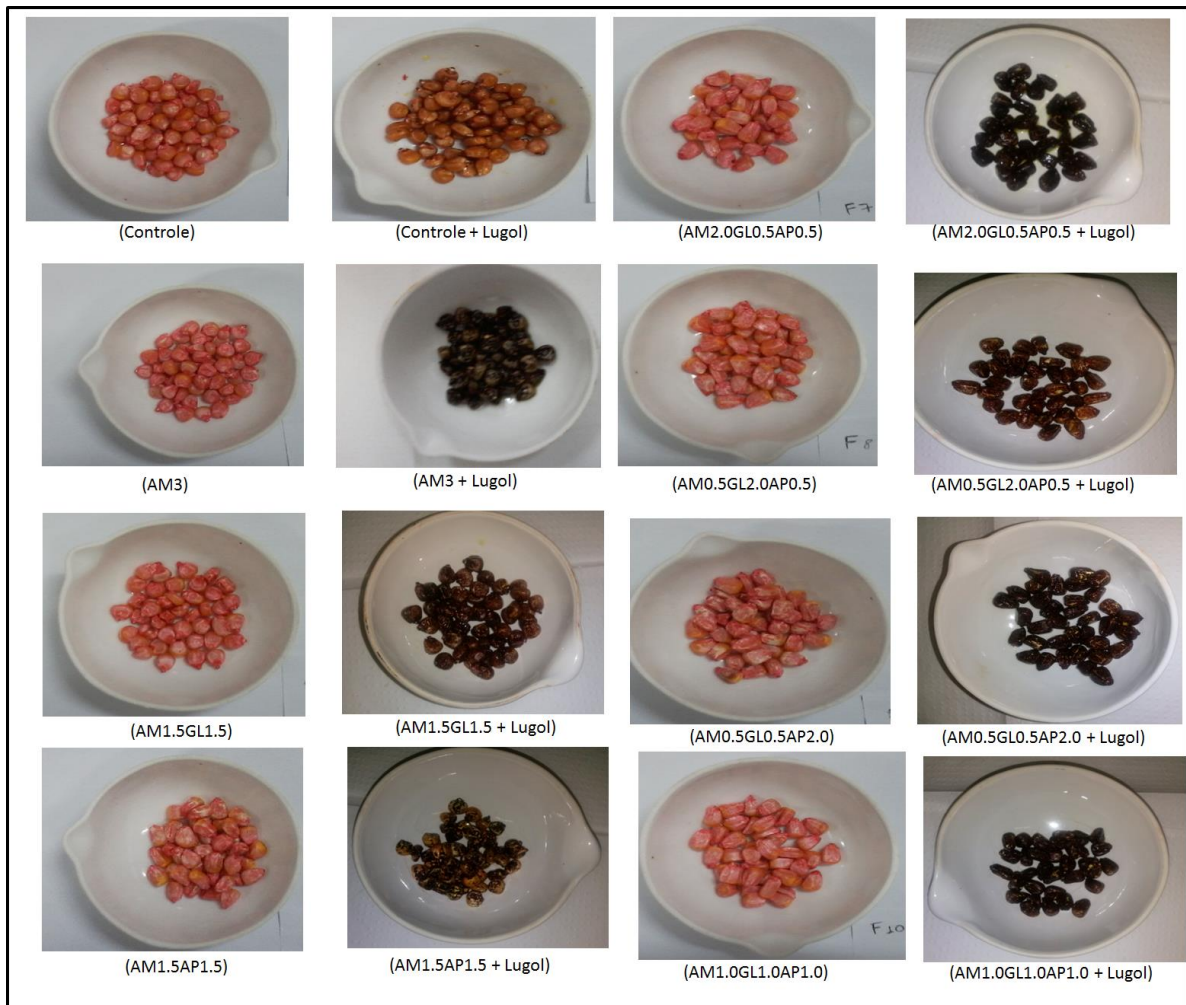 F7
(Controle)
(Controle + Lugol)
(AM2.0GL0.5AP0.5)
(AM2.0GL0.5AP0.5 + Lugol)
F8
(AM3)
(AM3 + Lugol)
(AM0.5GL2.0AP0.5)
(AM0.5GL2.0AP0.5 + Lugol)
(AM1.5GL1.5)
(AM1.5GL1.5 + Lugol)
(AM0.5GL0.5AP2.0)
(AM0.5GL0.5AP2.0 + Lugol)
F10
(AM1.5AP1.5)
(AM1.5AP1.5 + Lugol)
(AM1.0GL1.0AP1.0)
(AM1.0GL1.0AP1.0 + Lugol)